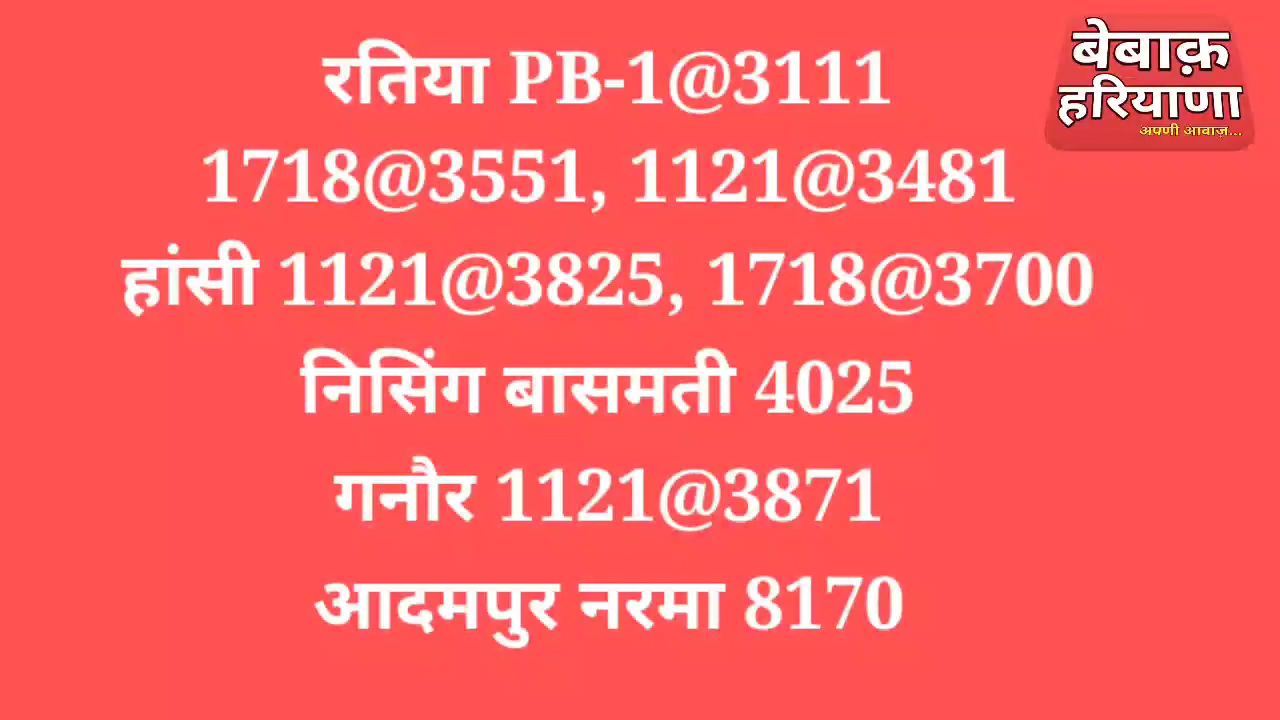 रतिया PB-1@3111
1718@3551, 1121@3481
हांसी 1121@3825, 1718@3700
निसिंग बासमती 4025
गनौर 1121@3871
आदमपुर नरमा 8170
बेबाक़
हरियाणा
अपणी आवाज़...